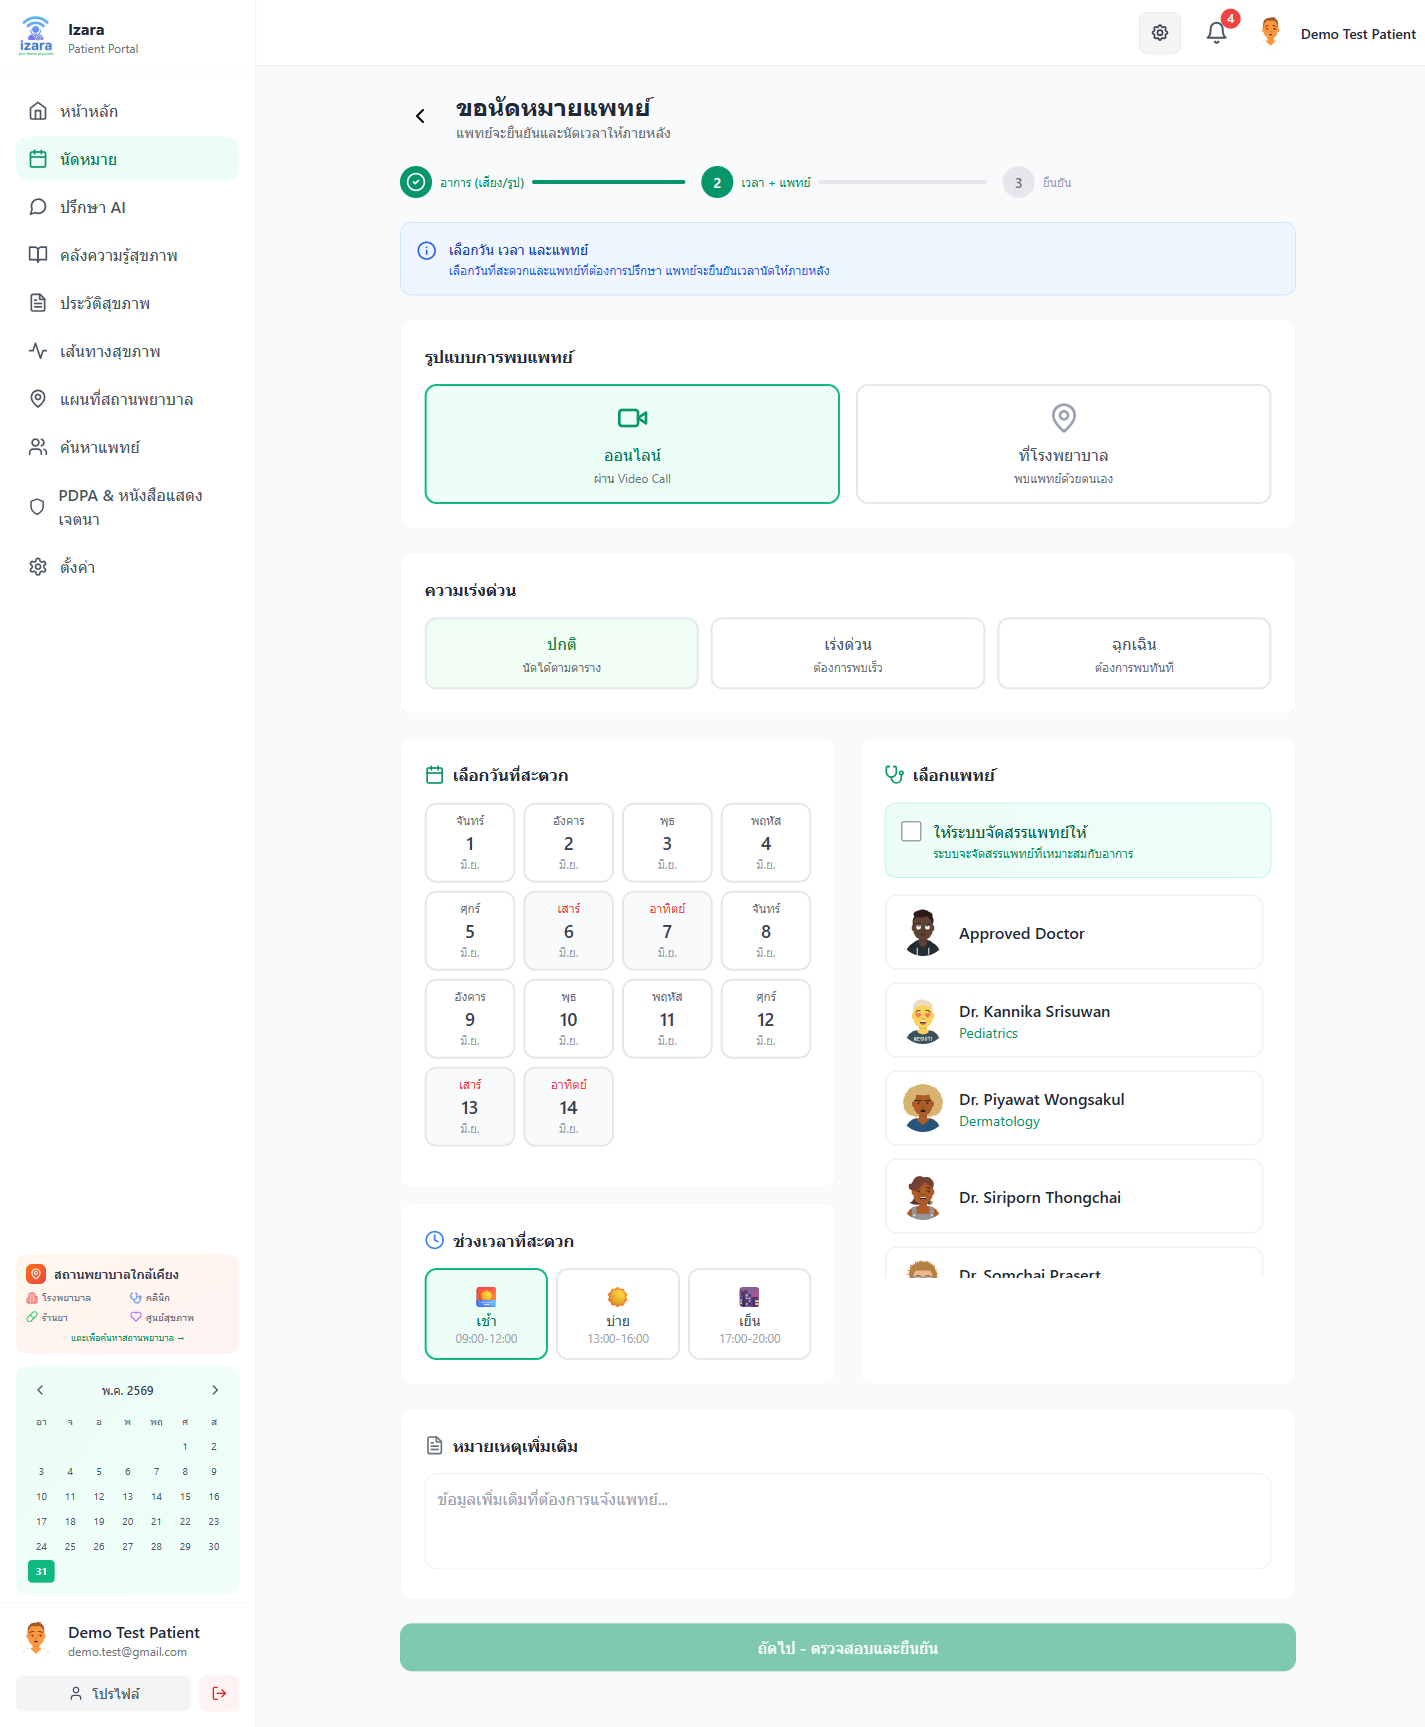 izara
Izara
Patient Portal
4
Demo Test Patient
หน้าหลัก
นัดหมาย
ปรึกษา AI
คลังความรู้สุขภาพ
ประวัติสุขภาพ
เส้นทางสุขภาพ
แผนที่สถานพยาบาล
ค้นหาแพทย์
PDPA & หนังสือแสดง
เจตนา
ตั้งค่า
สถานพยาบาลใกล้เคียง
โรงพยาบาล
คลินิก
ร้านยา
ศูนย์สุขภาพ
แตะเพื่อค้นหาสถานพยาบาล →
พ.ค. 2569
อา จ อ พ พฤ ศ ส
1 2
3 4 5 6 7 8 9
10 11 12 13 14 15 16
17 18 19 20 21 22 23
24 25 26 27 28 29 30
31
Demo Test Patient
demo.test@gmail.com
โปรไฟล์
ขอนัดหมายแพทย์
แพทย์จะยืนยันและนัดเวลาให้ภายหลัง
อาการ (เสียง/รูป)
2 เวลา + แพทย์
3 ยืนยัน
เลือกวัน เวลา และแพทย์
เลือกวันที่สะดวกและแพทย์ที่ต้องการปรึกษา แพทย์จะยืนยันเวลานัดให้ภายหลัง
รูปแบบการพบแพทย์
ออนไลน์
ผ่าน Video Call
ที่โรงพยาบาล
พบแพทย์ด้วยตนเอง
ความเร่งด่วน
ปกติ
นัดได้ตามตาราง
เร่งด่วน
ต้องการพบเร็ว
ฉุกเฉิน
ต้องการพบทันที
เลือกวันที่สะดวก
จันทร์ อังคาร พุธ พฤหัส
1 2 3 4
มิ.ย. มิ.ย. มิ.ย. มิ.ย.
ศุกร์ เสาร์ อาทิตย์ จันทร์
5 6 7 8
มิ.ย. มิ.ย. มิ.ย. มิ.ย.
อังคาร พุธ พฤหัส ศุกร์
9 10 11 12
มิ.ย. มิ.ย. มิ.ย. มิ.ย.
เสาร์ อาทิตย์
13 14
มิ.ย. มิ.ย.
ช่วงเวลาที่สะดวก
เช้า บ่าย เย็น
09:00-12:00 13:00-16:00 17:00-20:00
เลือกแพทย์
ให้ระบบจัดสรรแพทย์ให้
ระบบจะจัดสรรแพทย์ที่เหมาะสมกับอาการ
Approved Doctor
Dr. Kannika Srisuwan
Pediatrics
Dr. Piyawat Wongsakul
Dermatology
Dr. Siriporn Thongchai
Dr. Somchai Prasert
หมายเหตุเพิ่มเติม
ข้อมูลเพิ่มเติมที่ต้องการแจ้งแพทย์...
ถัดไป - ตรวจสอบและยืนยัน